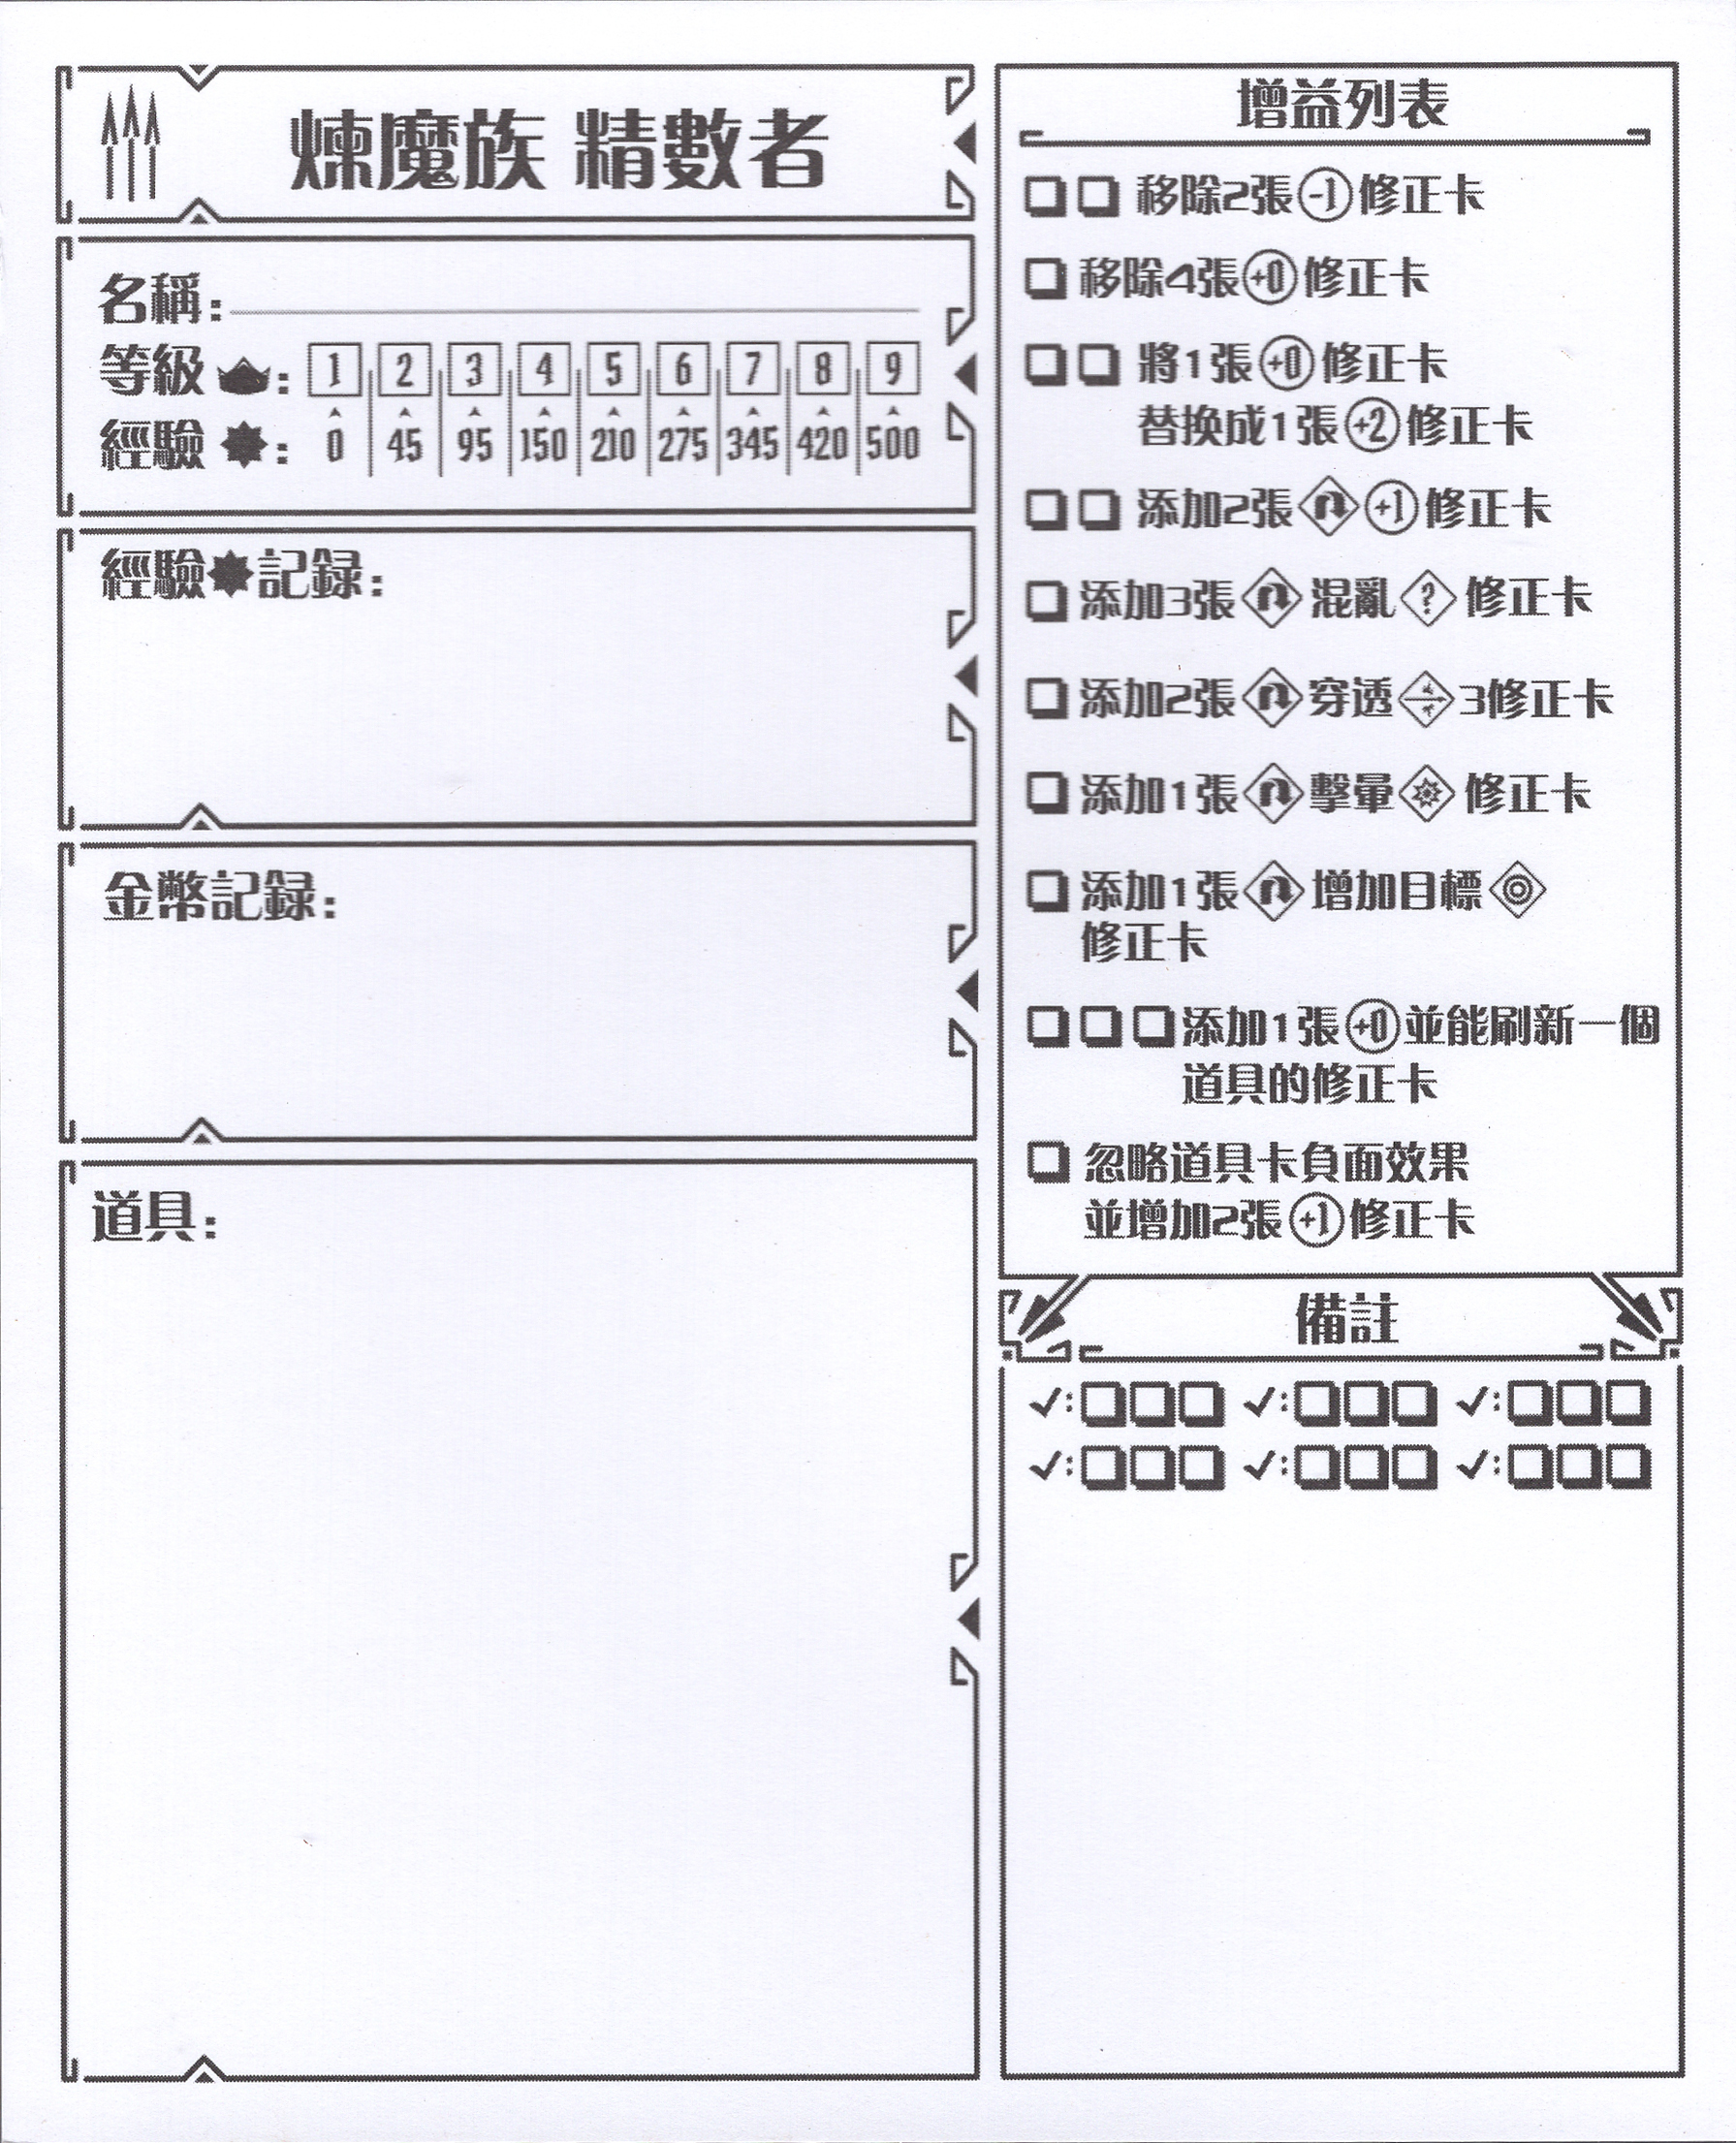 煉魔族 精數者
名稱:
等級: 1 2 3 4 5 6 7 8 9
經驗: 0 45 95 150 210 275 345 420 500
經驗記録:
金幣記録:
道具:
增益列表
移除2張-1修正卡
移除4張+0修正卡
將1張+0修正卡
替換成1張+2修正卡
添加2張+1修正卡
添加3張混亂?修正卡
添加2張穿透3修正卡
添加1張擊暈修正卡
添加1張增加目標
修正卡
添加1張+0並能刷新一個
道具的修正卡
忽略道具卡負面效果
並增加2張+1修正卡
備註
✓: ✓: ✓:
✓: ✓: ✓: